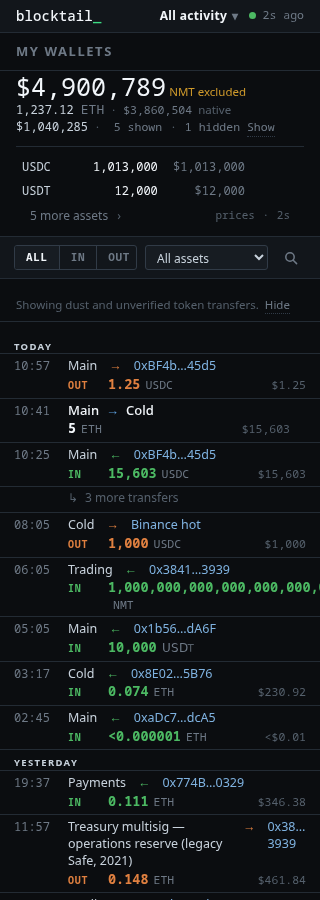 blocktail_ All activity ▾ 2s ago
MY WALLETS
$4,900,789 NMT excluded
1,237.12 ETH · $3,860,504 native
$1,040,285 · 5 shown · 1 hidden Show
USDC 1,013,000 $1,013,000
USDT 12,000 $12,000
5 more assets › prices · 2s
ALL IN OUT All assets
Showing dust and unverified token transfers. Hide
TODAY
10:57 Main → 0xBF4b…45d5
OUT 1.25 USDC $1.25
10:41 Main → Cold
5 ETH $15,603
10:25 Main ← 0xBF4b…45d5
IN 15,603 USDC $15,603
↳ 3 more transfers
08:05 Cold → Binance hot
OUT 1,000 USDC $1,000
06:05 Trading ← 0x3841…3939
IN 1,000,000,000,000,000,000,
NMT
05:05 Main ← 0x1b56…dA6F
IN 10,000 USDT
03:17 Cold ← 0x8E02…5B76
IN 0.074 ETH $230.92
02:45 Main ← 0xaDc7…dcA5
IN <0.000001 ETH <$0.01
YESTERDAY
19:37 Payments ← 0x774B…0329
IN 0.111 ETH $346.38
11:57 Treasury multisig — → 0x38…
operations reserve (legacy 3939
Safe, 2021)
OUT 0.148 ETH $461.84